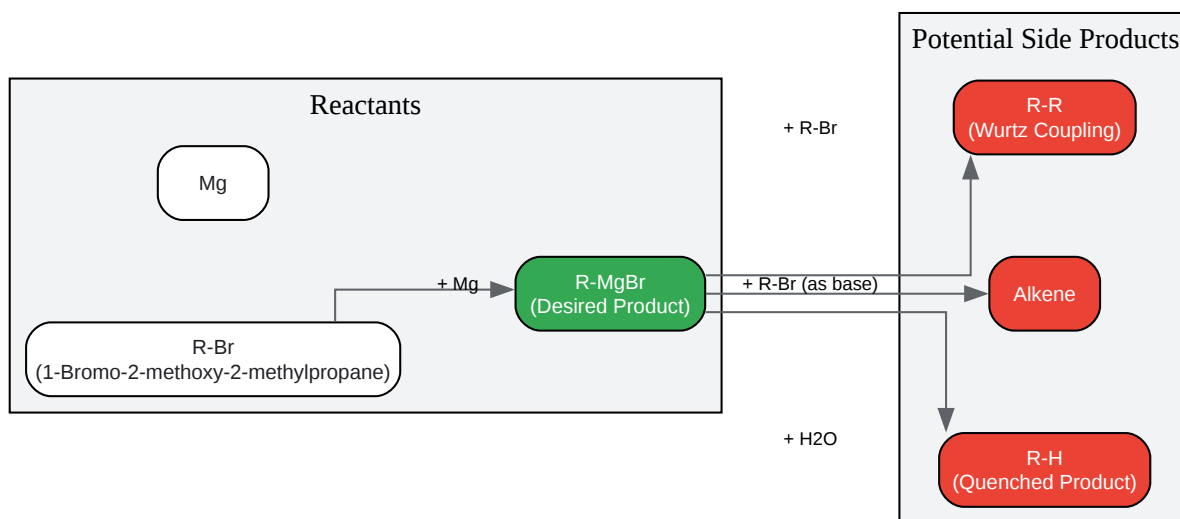 Reactants
Mg
R-Br
(1-Bromo-2-methoxy-2-methylpropane)
+ Mg
R-MgBr
(Desired Product)
+ R-Br
+ R-Br (as base)
+ H2O
Potential Side Products
R-R
(Wurtz Coupling)
Alkene
R-H
(Quenched Product)